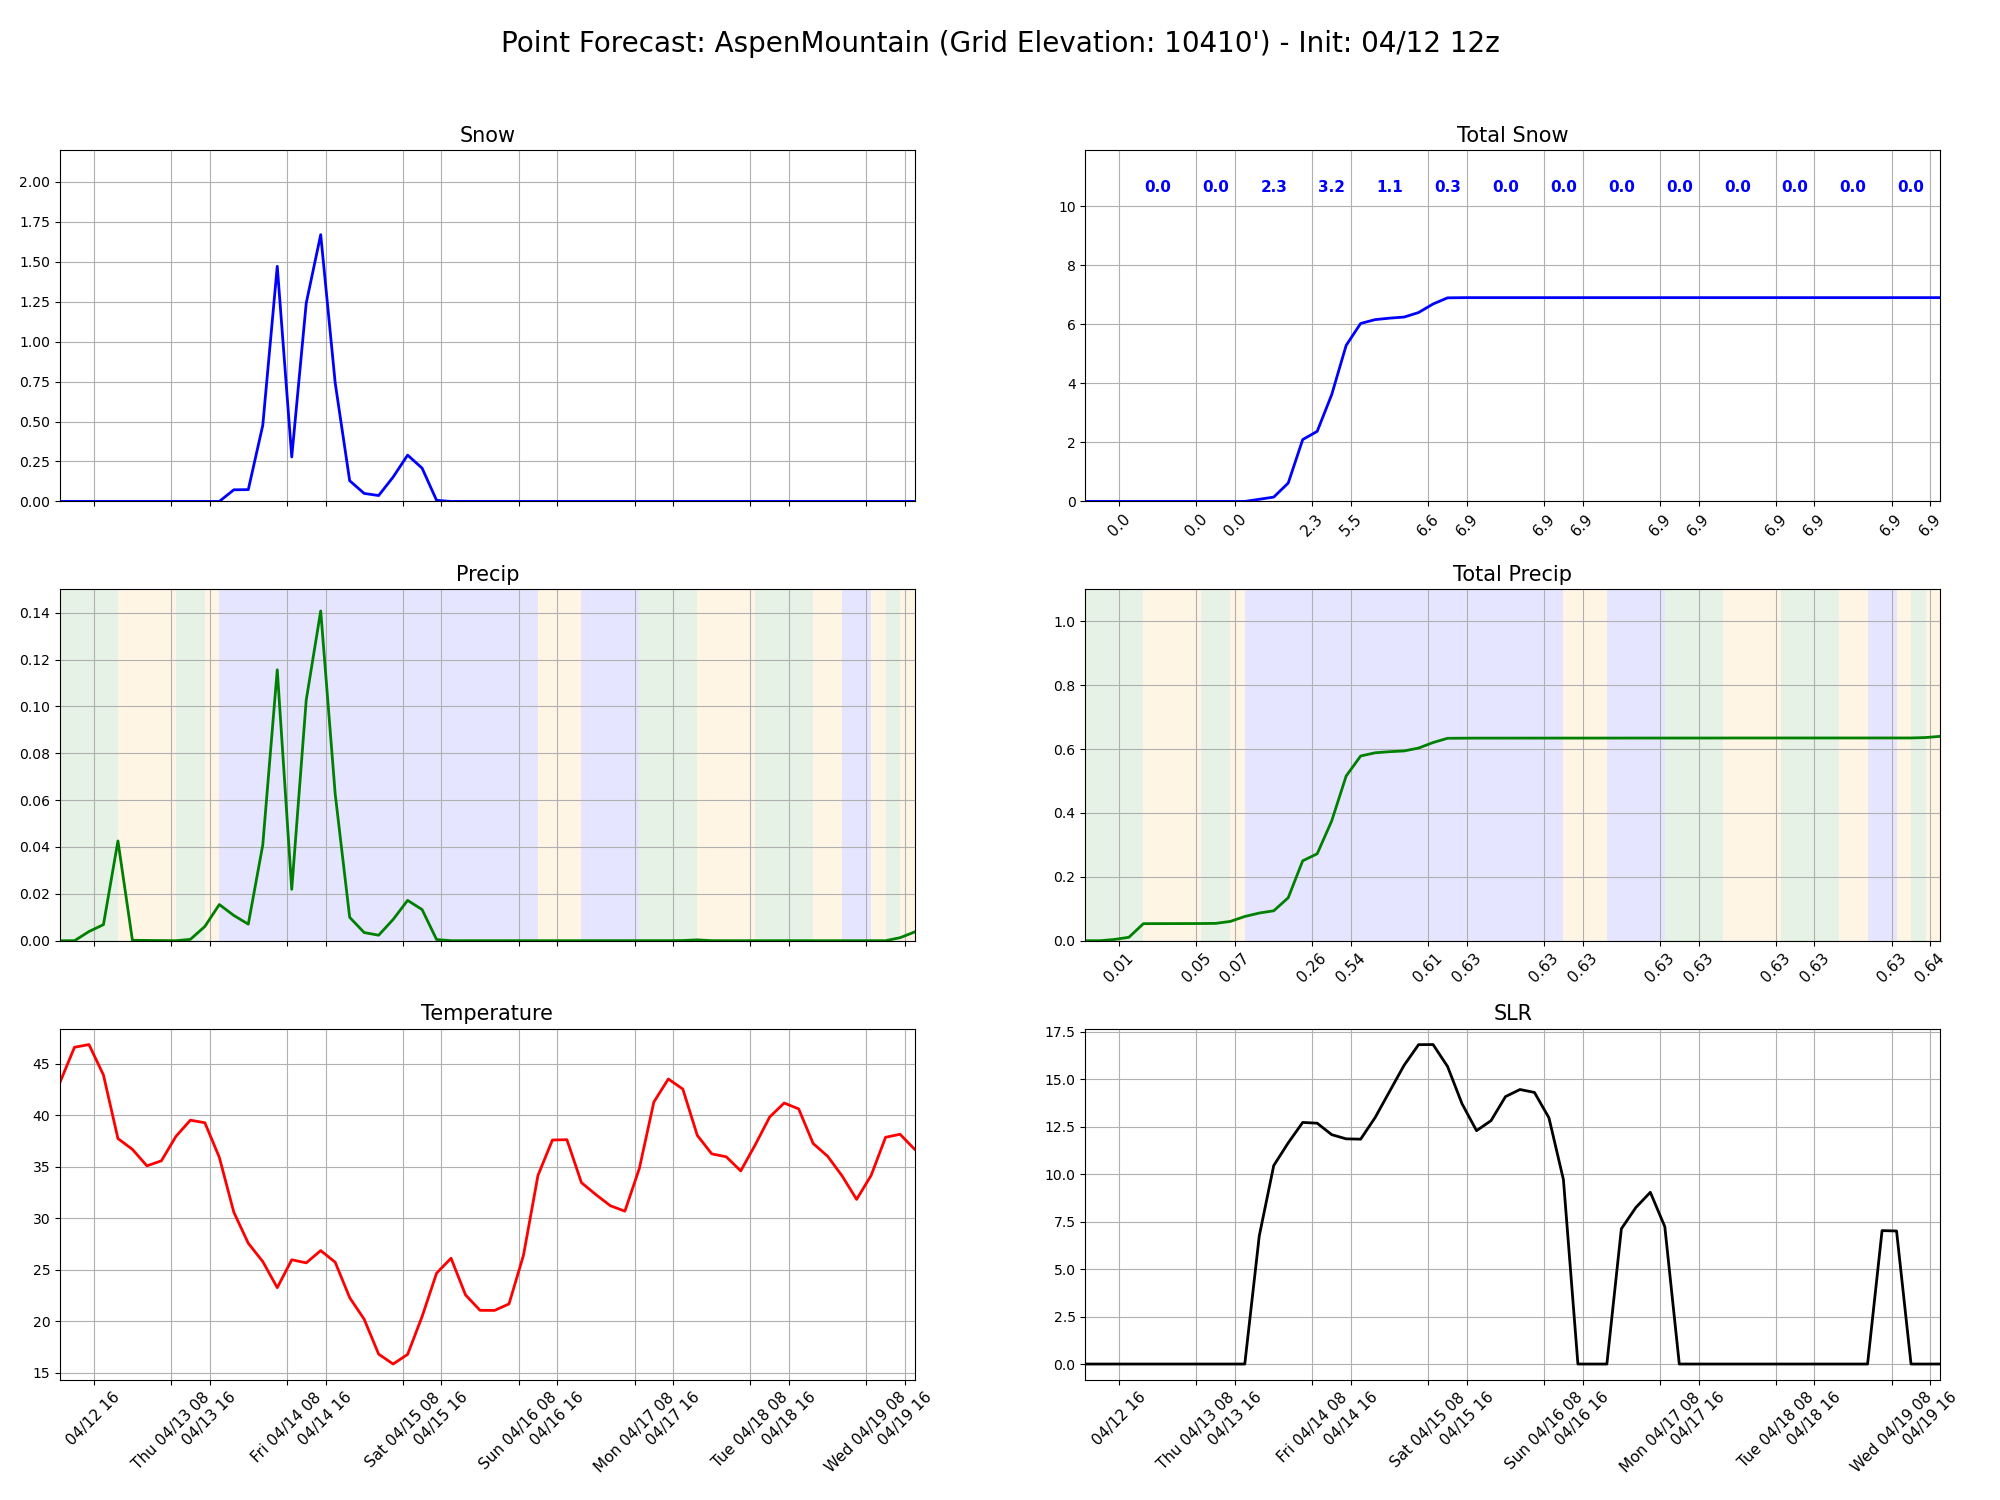 Point Forecast: AspenMountain (Grid Elevation: 10410') - Init: 04/12 12z
Snow
2.00
1.75
1.50
1.25
1.00
0.75
0.50
0.25
0.00
Total Snow
0.0 0.0 2.3 3.2 1.1 0.3 0.0 0.0 0.0 0.0 0.0 0.0 0.0 0.0
10
8
6
4
2
0
0.0 0.0 0.0 2.3 5.5 6.6 6.9 6.9 6.9 6.9 6.9 6.9 6.9 6.9 6.9
Precip
0.14
0.12
0.10
0.08
0.06
0.04
0.02
0.00
Total Precip
1.0
0.8
0.6
0.4
0.2
0.0
0.01 0.05 0.07 0.26 0.54 0.61 0.63 0.63 0.63 0.63 0.63 0.63 0.63 0.63 0.64
Temperature
45
40
35
30
25
20
15
04/12 16
Thu 04/13 08
04/13 16
Fri 04/14 08
04/14 16
Sat 04/15 08
04/15 16
Sun 04/16 08
04/16 16
Mon 04/17 08
04/17 16
Tue 04/18 08
04/18 16
Wed 04/19 08
04/19 16
SLR
17.5
15.0
12.5
10.0
7.5
5.0
2.5
0.0
04/12 16
Thu 04/13 08
04/13 16
Fri 04/14 08
04/14 16
Sat 04/15 08
04/15 16
Sun 04/16 08
04/16 16
Mon 04/17 08
04/17 16
Tue 04/18 08
04/18 16
Wed 04/19 08
04/19 16